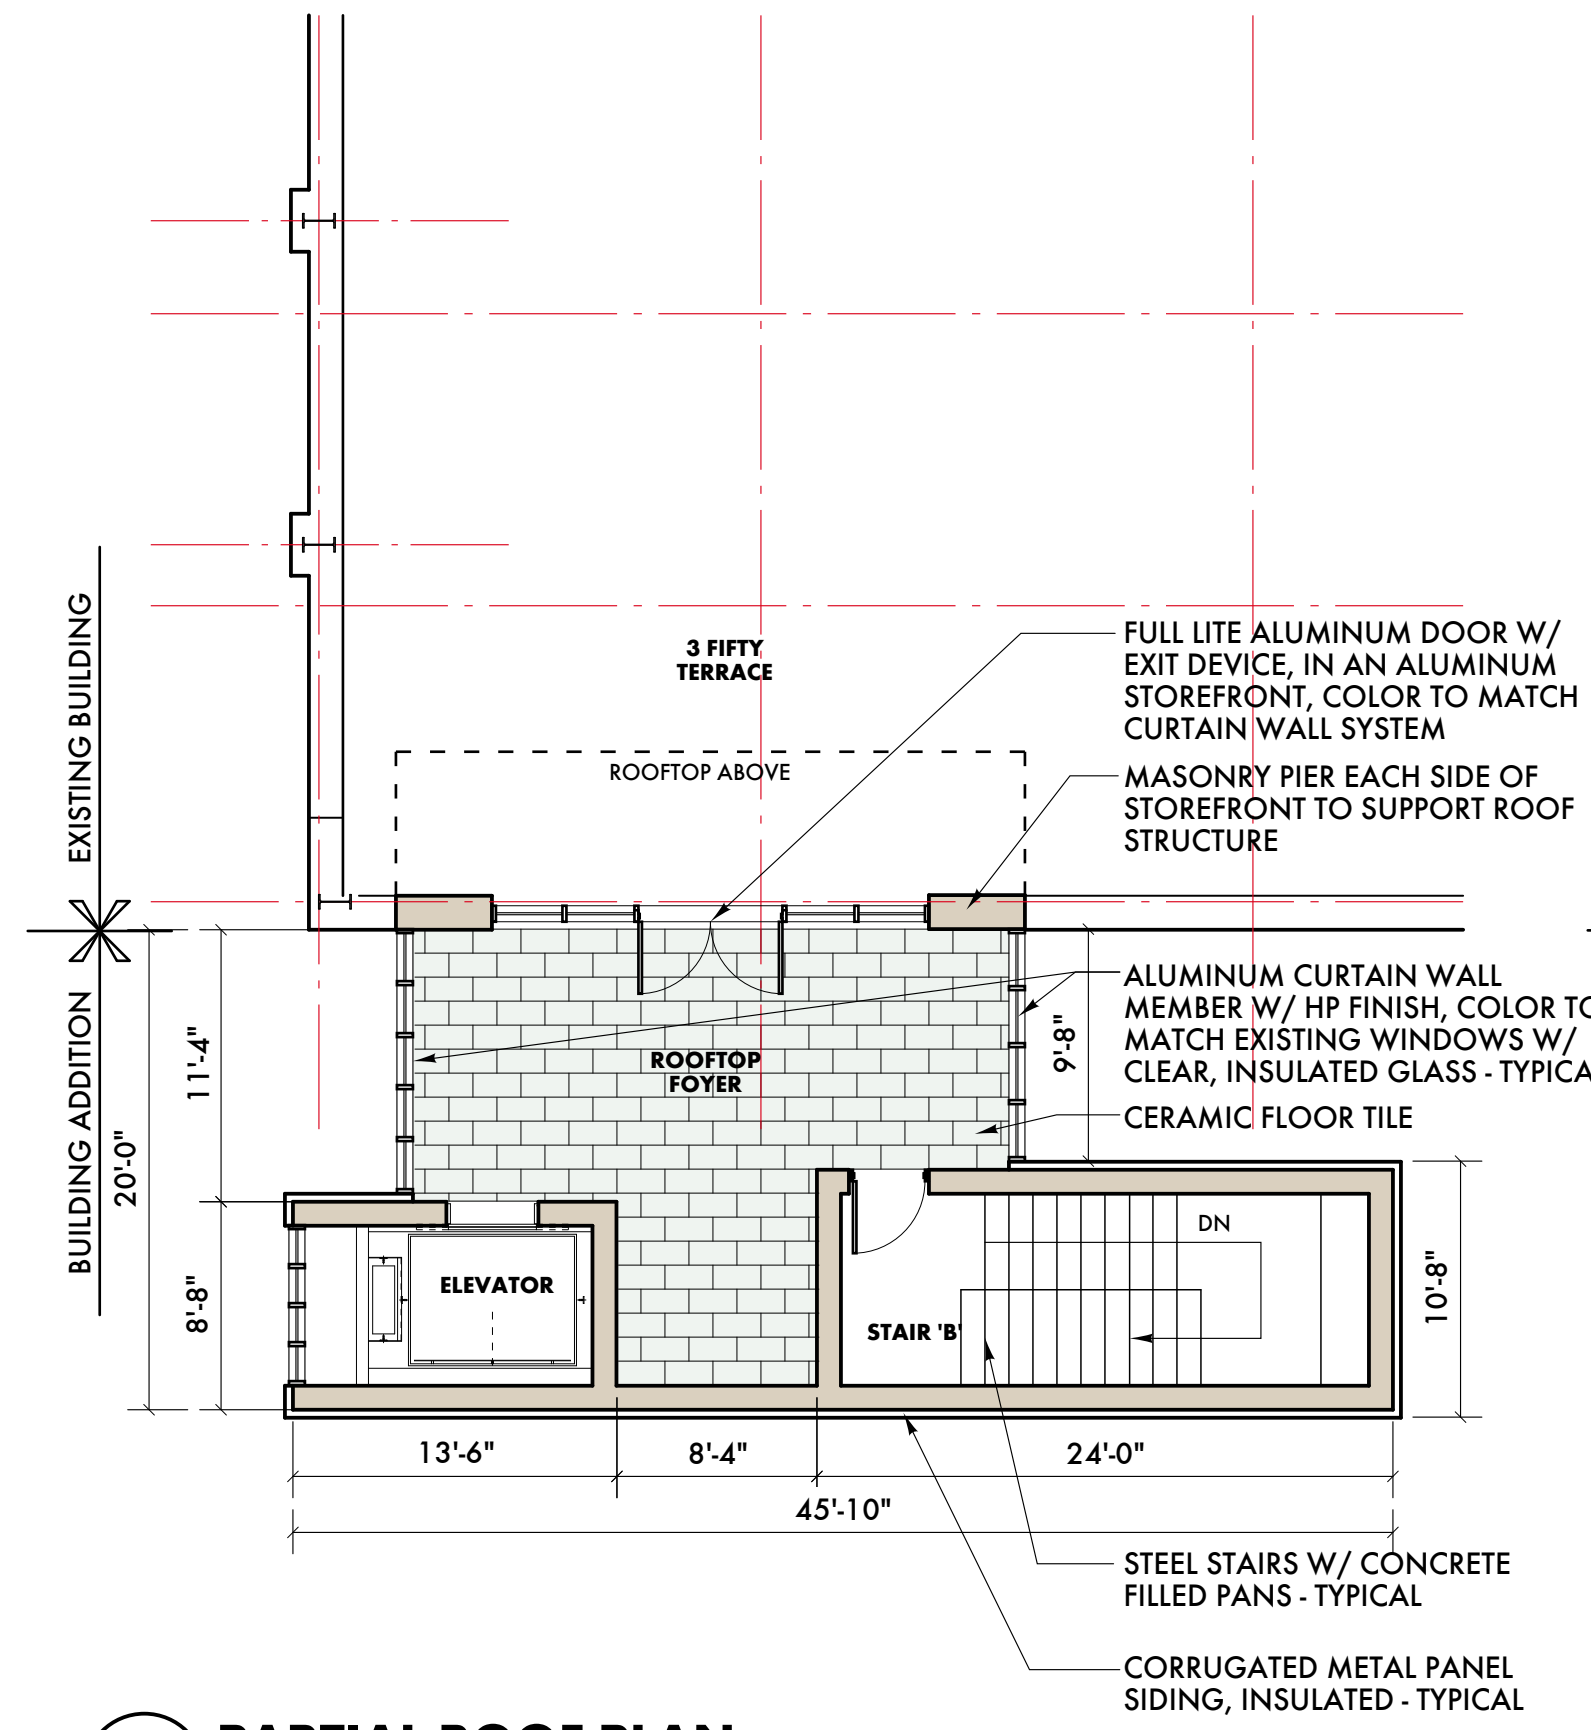 3 FIFTY
TERRACE
ROOFTOP ABOVE
FULL LITE ALUMINUM DOOR W/
EXIT DEVICE, IN AN ALUMINUM
STOREFRONT, COLOR TO MATCH
CURTAIN WALL SYSTEM
MASONRY PIER EACH SIDE OF
STOREFRONT TO SUPPORT ROOF
STRUCTURE
EXISTING BUILDING
BUILDING ADDITION
ALUMINUM CURTAIN WALL
MEMBER W/ HP FINISH, COLOR TO
MATCH EXISTING WINDOWS W/
CLEAR, INSULATED GLASS - TYPICA
CERAMIC FLOOR TILE
11'-4"
20'-0"
8'-8"
9'-8"
10'-8"
ROOFTOP
FOYER
ELEVATOR
STAIR 'B'
DN
13'-6"
8'-4"
24'-0"
45'-10"
STEEL STAIRS W/ CONCRETE
FILLED PANS - TYPICAL
CORRUGATED METAL PANEL
SIDING, INSULATED - TYPICAL
PARTIAL ROOF PLAN